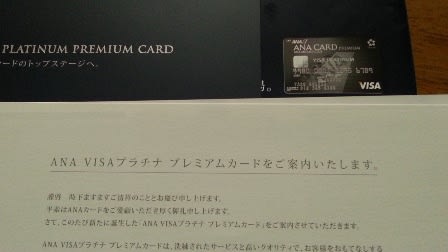 PLATINUM PREMIUM CARD
カードのトップステージへ。
ANA
ANA CARD PREMIUM
VISA PLATINUM
VISA
ANA VISAプラチナ プレミアムカードをご案内いたします。
謹啓 時下ますますご清祥のこととお慶び申し上げます。
平素はANAカードをご愛顧いただき厚く御礼申し上げます。
さて、このたび新たに誕生した「ANA VISAプラチナ プレミアムカード」をご案内させていただきます。
ANA VISAプラチナ プレミアムカードは、洗練されたサービスと高いクオリティで、お客様をおもてなしする